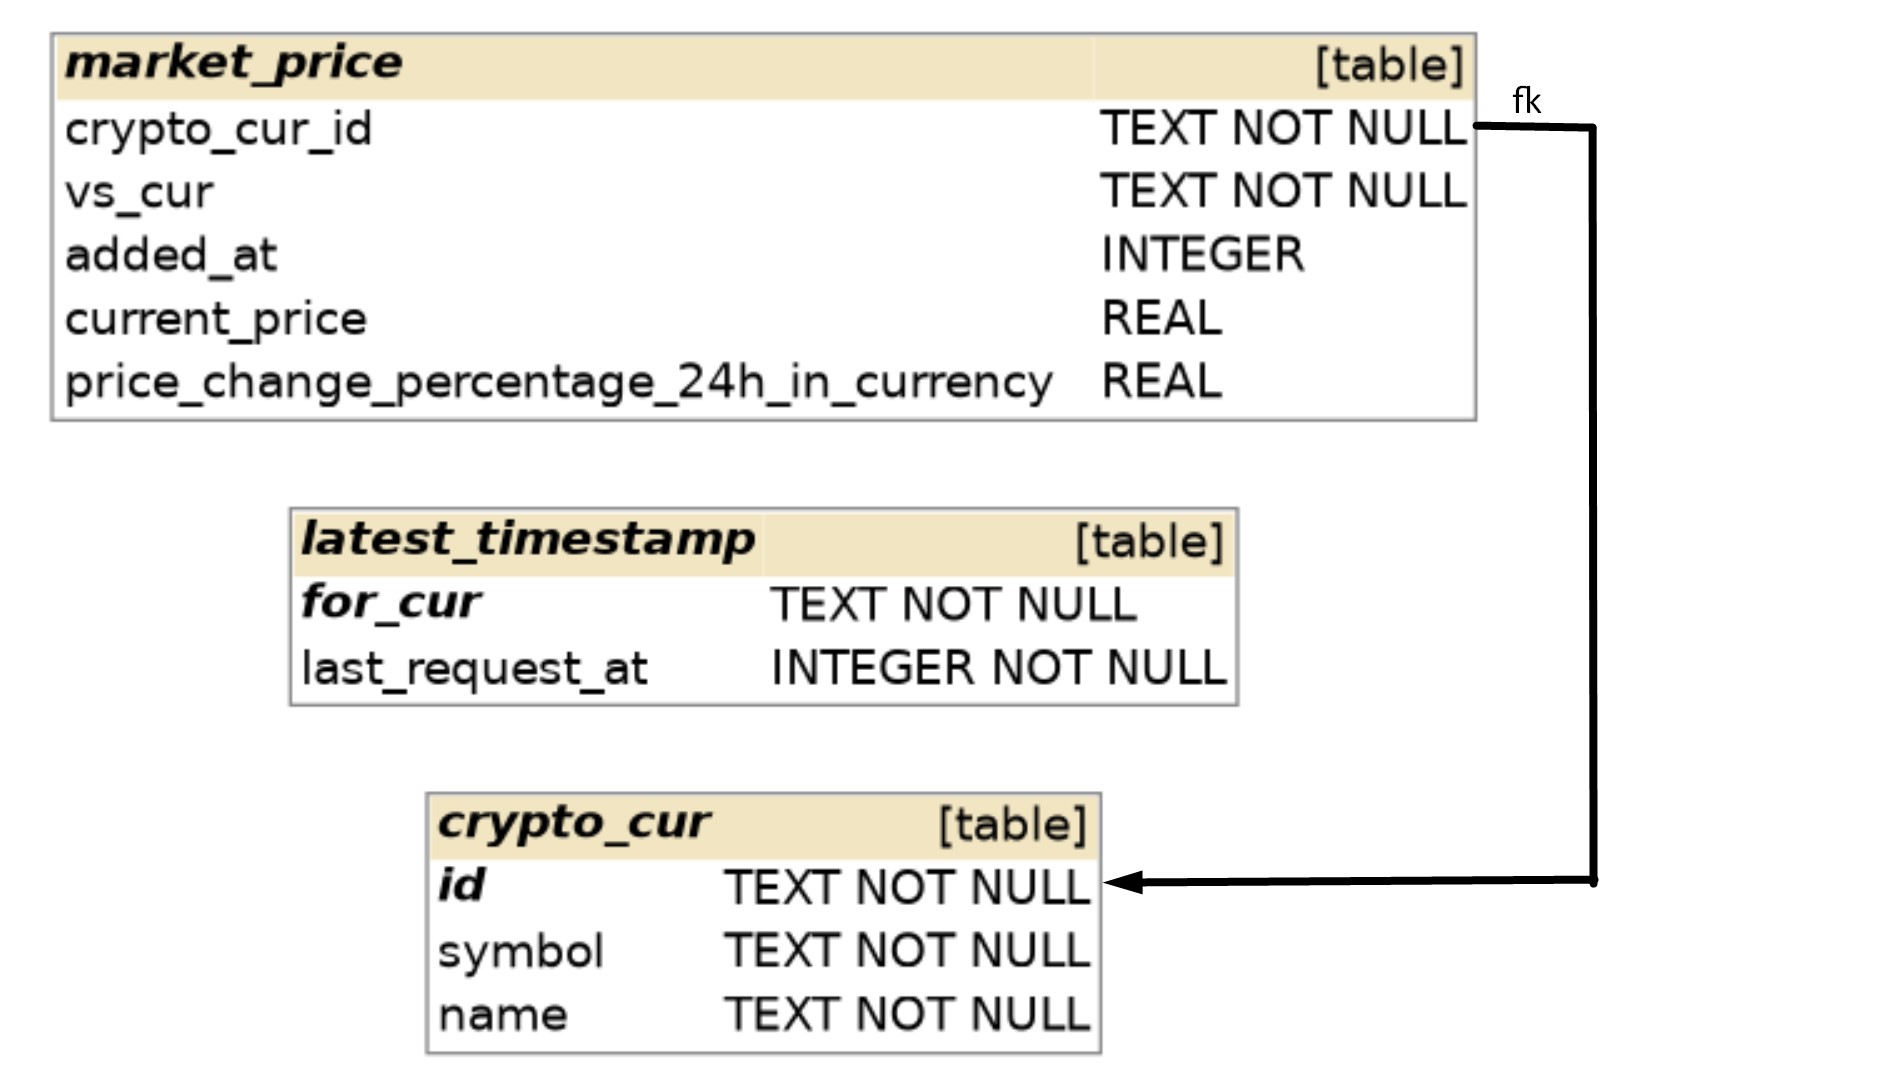 market_price [table]
fk
crypto_cur_id TEXT NOT NULL
vs_cur TEXT NOT NULL
added_at INTEGER
current_price REAL
price_change_percentage_24h_in_currency REAL
latest_timestamp [table]
for_cur TEXT NOT NULL
last_request_at INTEGER NOT NULL
crypto_cur [table]
id TEXT NOT NULL
symbol TEXT NOT NULL
name TEXT NOT NULL